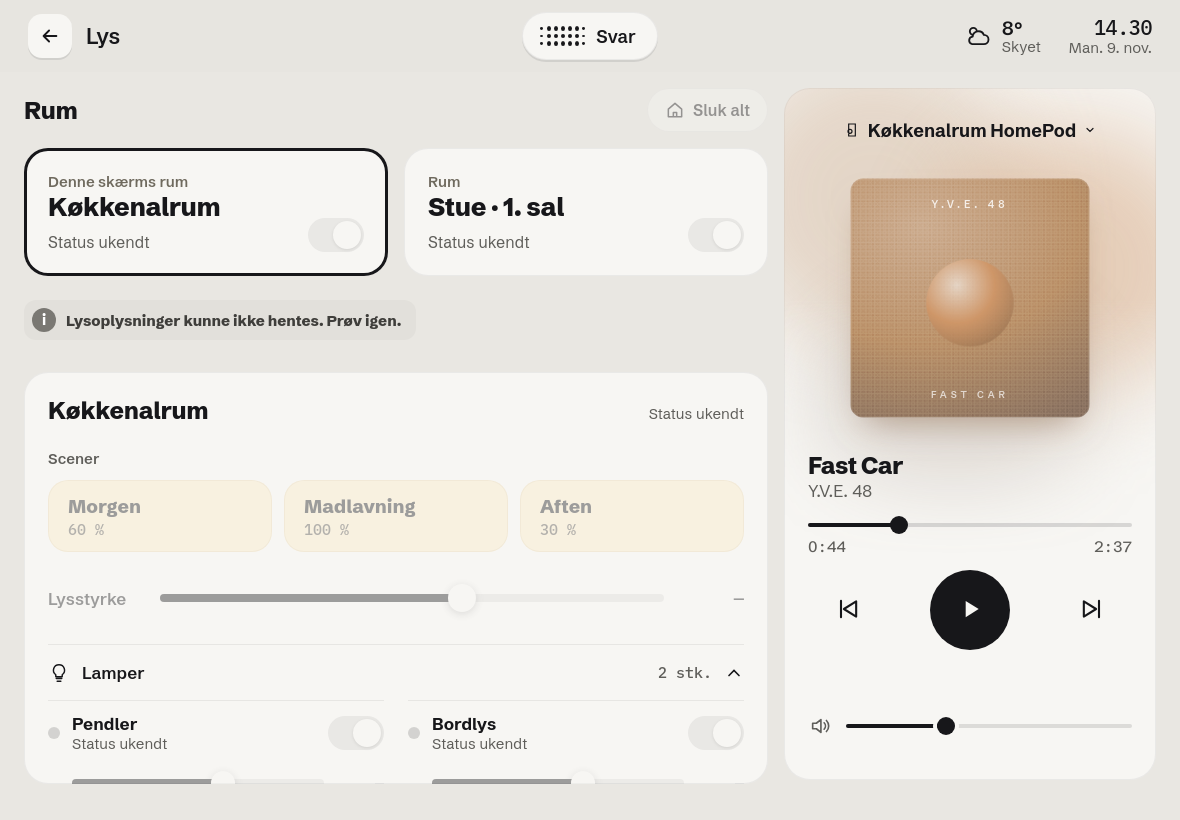 Lys
Svar
8°
Skyet
14.30
Man. 9. nov.
Rum
Sluk alt
Denne skærms rum
Køkkenalrum
Status ukendt
Rum
Stue · 1. sal
Status ukendt
Lysoplysninger kunne ikke hentes. Prøv igen.
Køkkenalrum
Status ukendt
Scener
Morgen
60 %
Madlavning
100 %
Aften
30 %
Lysstyrke
–
Lamper
2 stk.
Pendler
Status ukendt
Bordlys
Status ukendt
Køkkenalrum HomePod
Y.V.E. 48
FAST CAR
Fast Car
Y.V.E. 48
0:44
2:37